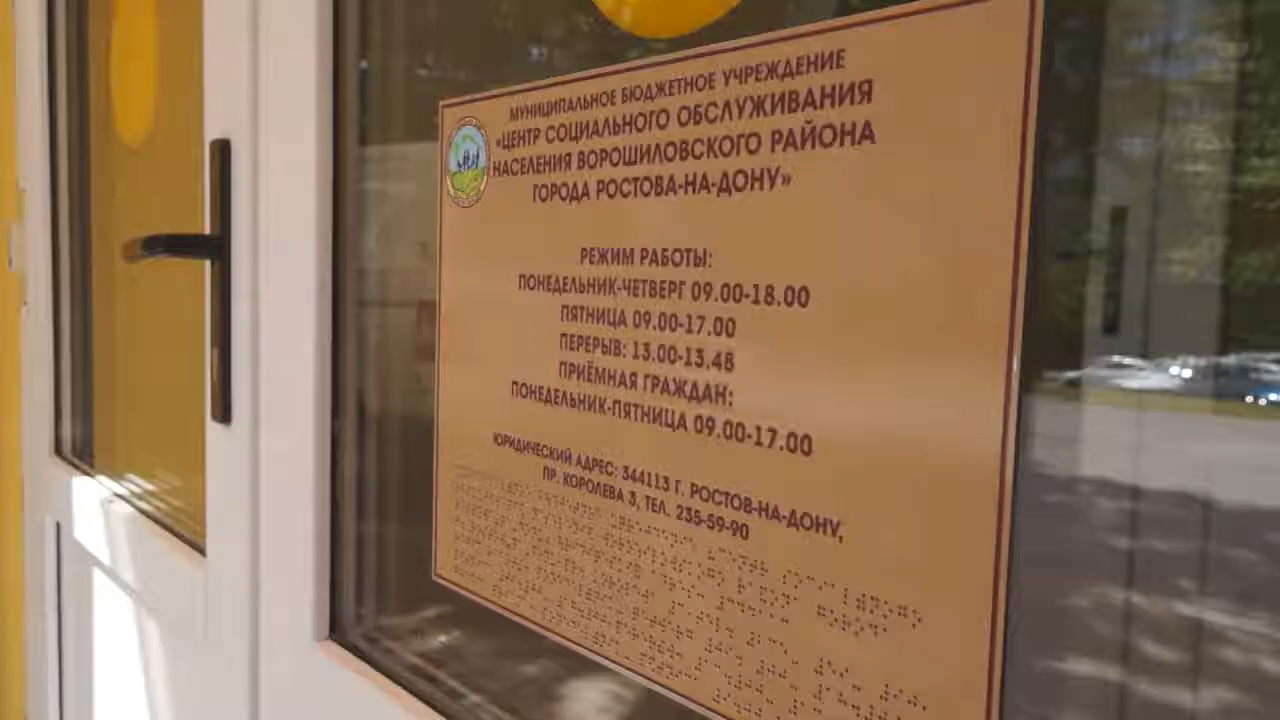 МУНИЦИПАЛЬНОЕ БЮДЖЕТНОЕ УЧРЕЖДЕНИЕ
«ЦЕНТР СОЦИАЛЬНОГО ОБСЛУЖИВАНИЯ
НАСЕЛЕНИЯ ВОРОШИЛОВСКОГО РАЙОНА
ГОРОДА РОСТОВА-НА-ДОНУ»
РЕЖИМ РАБОТЫ:
ПОНЕДЕЛЬНИК-ЧЕТВЕРГ 09.00-18.00
ПЯТНИЦА 09.00-17.00
ПЕРЕРЫВ: 13.00-13.48
ПРИЁМНАЯ ГРАЖДАН:
ПОНЕДЕЛЬНИК-ПЯТНИЦА 09.00-17.00
ЮРИДИЧЕСКИЙ АДРЕС: 344113 Г. РОСТОВ-НА-ДОНУ,
ПР. КОРОЛЕВА 3, ТЕЛ. 235-59-90